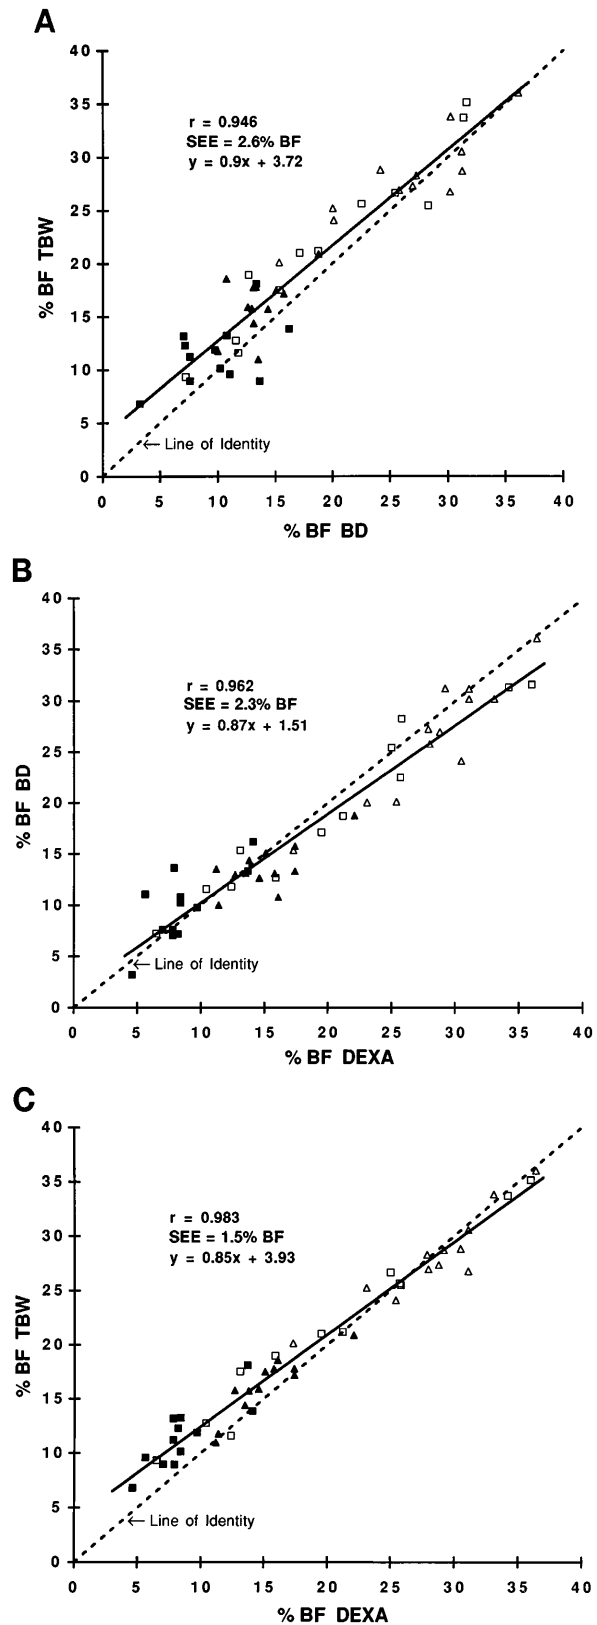 A
40
35
30
25
20
15
10
5
0
% BF TBW
r = 0.946
SEE = 2.6% BF
y = 0.9x + 3.72
←Line of Identity
0 5 10 15 20 25 30 35 40
% BF BD
B
40
35
30
25
20
15
10
5
0
% BF BD
r = 0.962
SEE = 2.3% BF
y = 0.87x + 1.51
←Line of Identity
0 5 10 15 20 25 30 35 40
% BF DEXA
C
40
35
30
25
20
15
10
5
0
% BF TBW
r = 0.983
SEE = 1.5% BF
y = 0.85x + 3.93
←Line of Identity
0 5 10 15 20 25 30 35 40
% BF DEXA